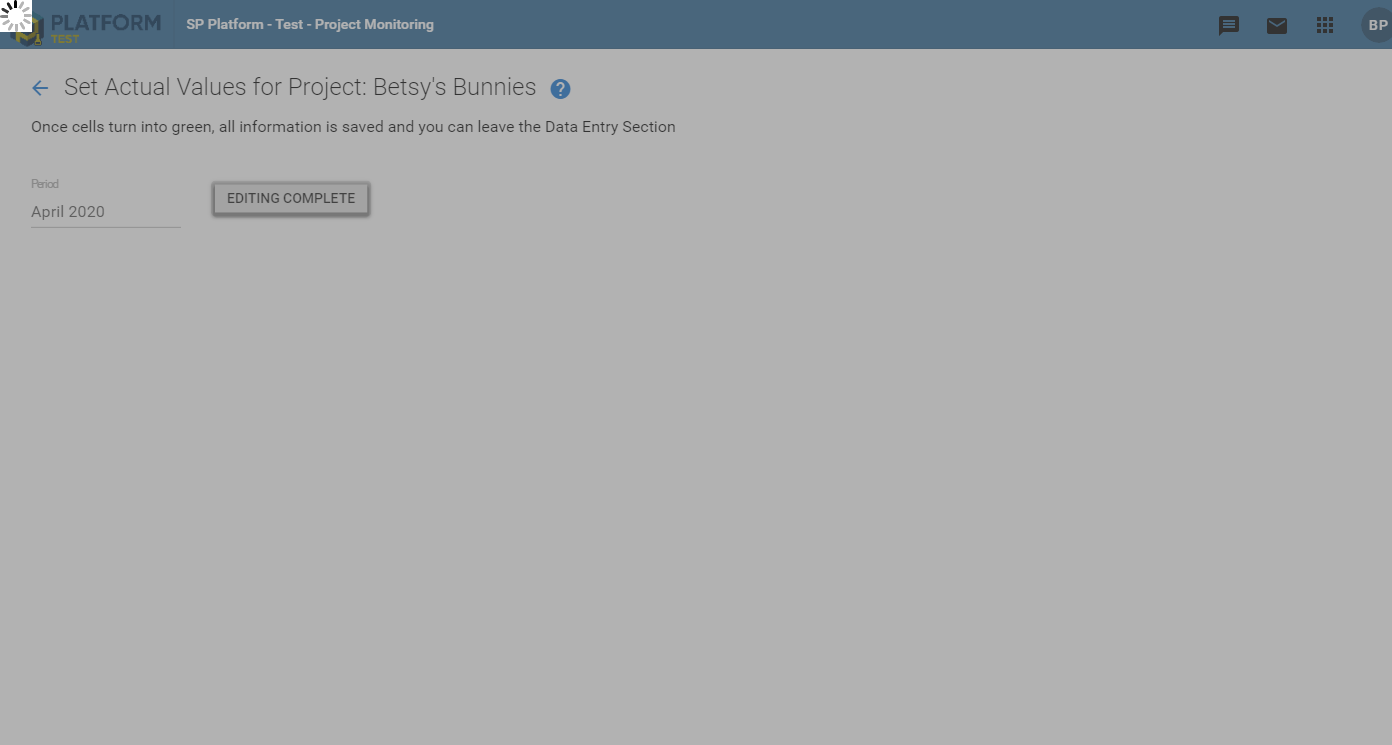 PLATFORM
TEST
SP Platform - Test - Project Monitoring
BP
Set Actual Values for Project: Betsy's Bunnies ?
Once cells turn into green, all information is saved and you can leave the Data Entry Section
Period
April 2020
EDITING COMPLETE